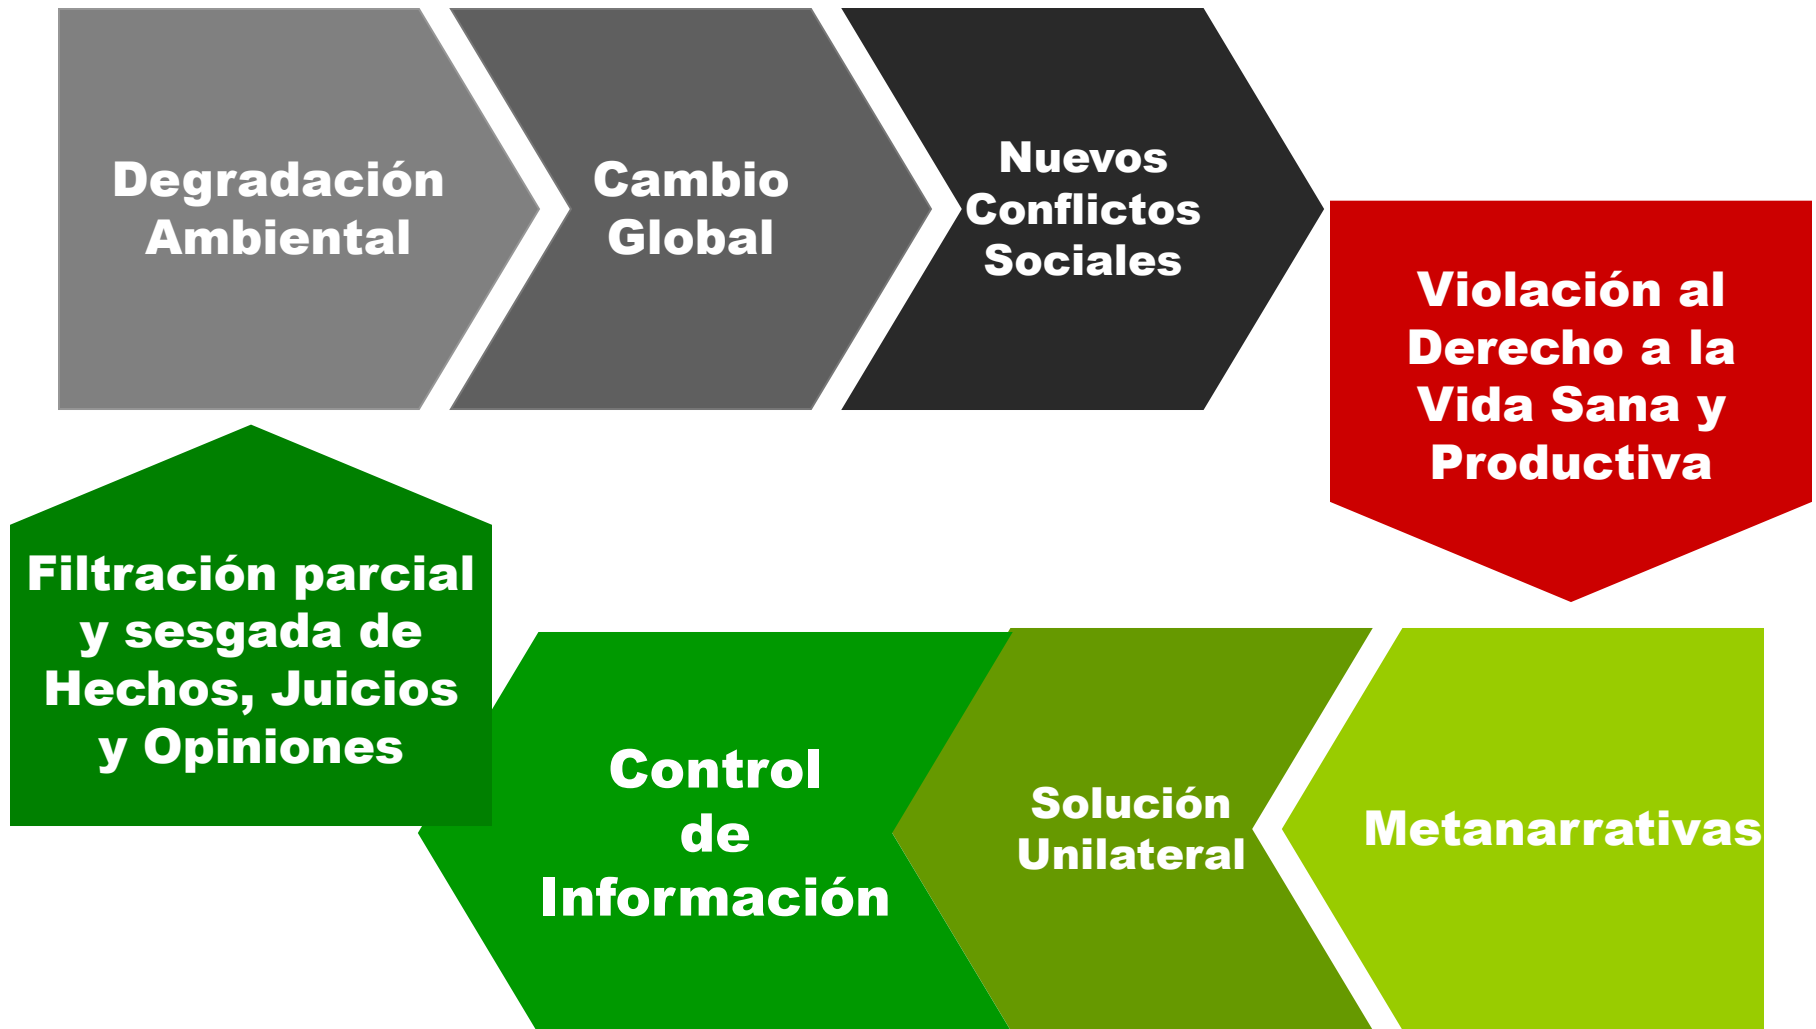 Degradación
Ambiental
Cambio
Global
Nuevos
Conflictos
Sociales
Violación al
Derecho a la
Vida Sana y
Productiva
Metanarrativas
Solución
Unilateral
Control
de
Información
Filtración parcial
y sesgada de
Hechos, Juicios
y Opiniones